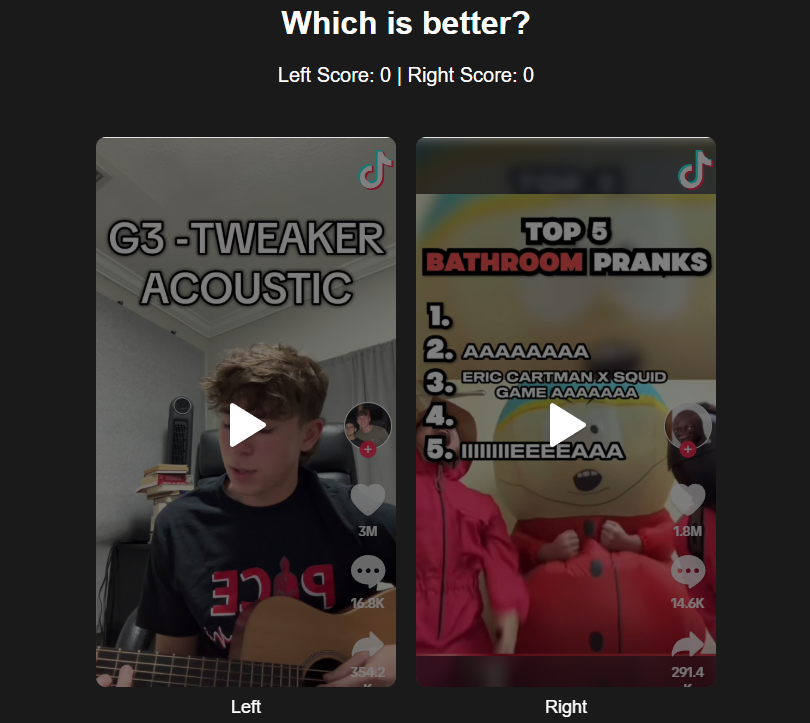 Which is better?
Left Score: 0 | Right Score: 0
G3 -TWEAKER
ACOUSTIC
3M
16.8K
354.2
K
Left
TOP 5
BATHROOM PRANKS
1.
2. AAAAAAAA
3. ERIC CARTMAN X SQUID
GAME AAAAAAA
4.
5. IIIIIIIIIEEEEAAA
1.8M
14.6K
291.4
K
Right